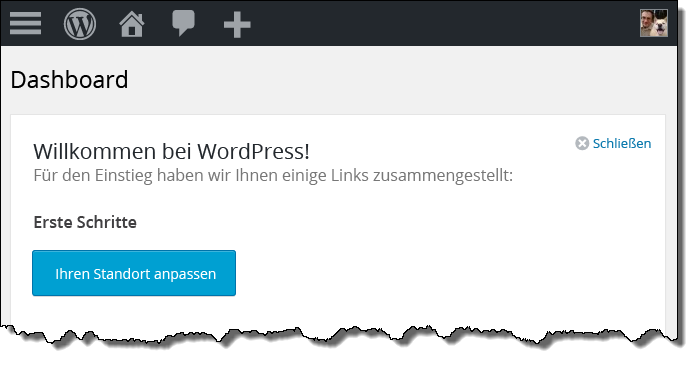 Dashboard
Willkommen bei WordPress!
Schließen
Für den Einstieg haben wir Ihnen einige Links zusammengestellt:
Erste Schritte
Ihren Standort anpassen